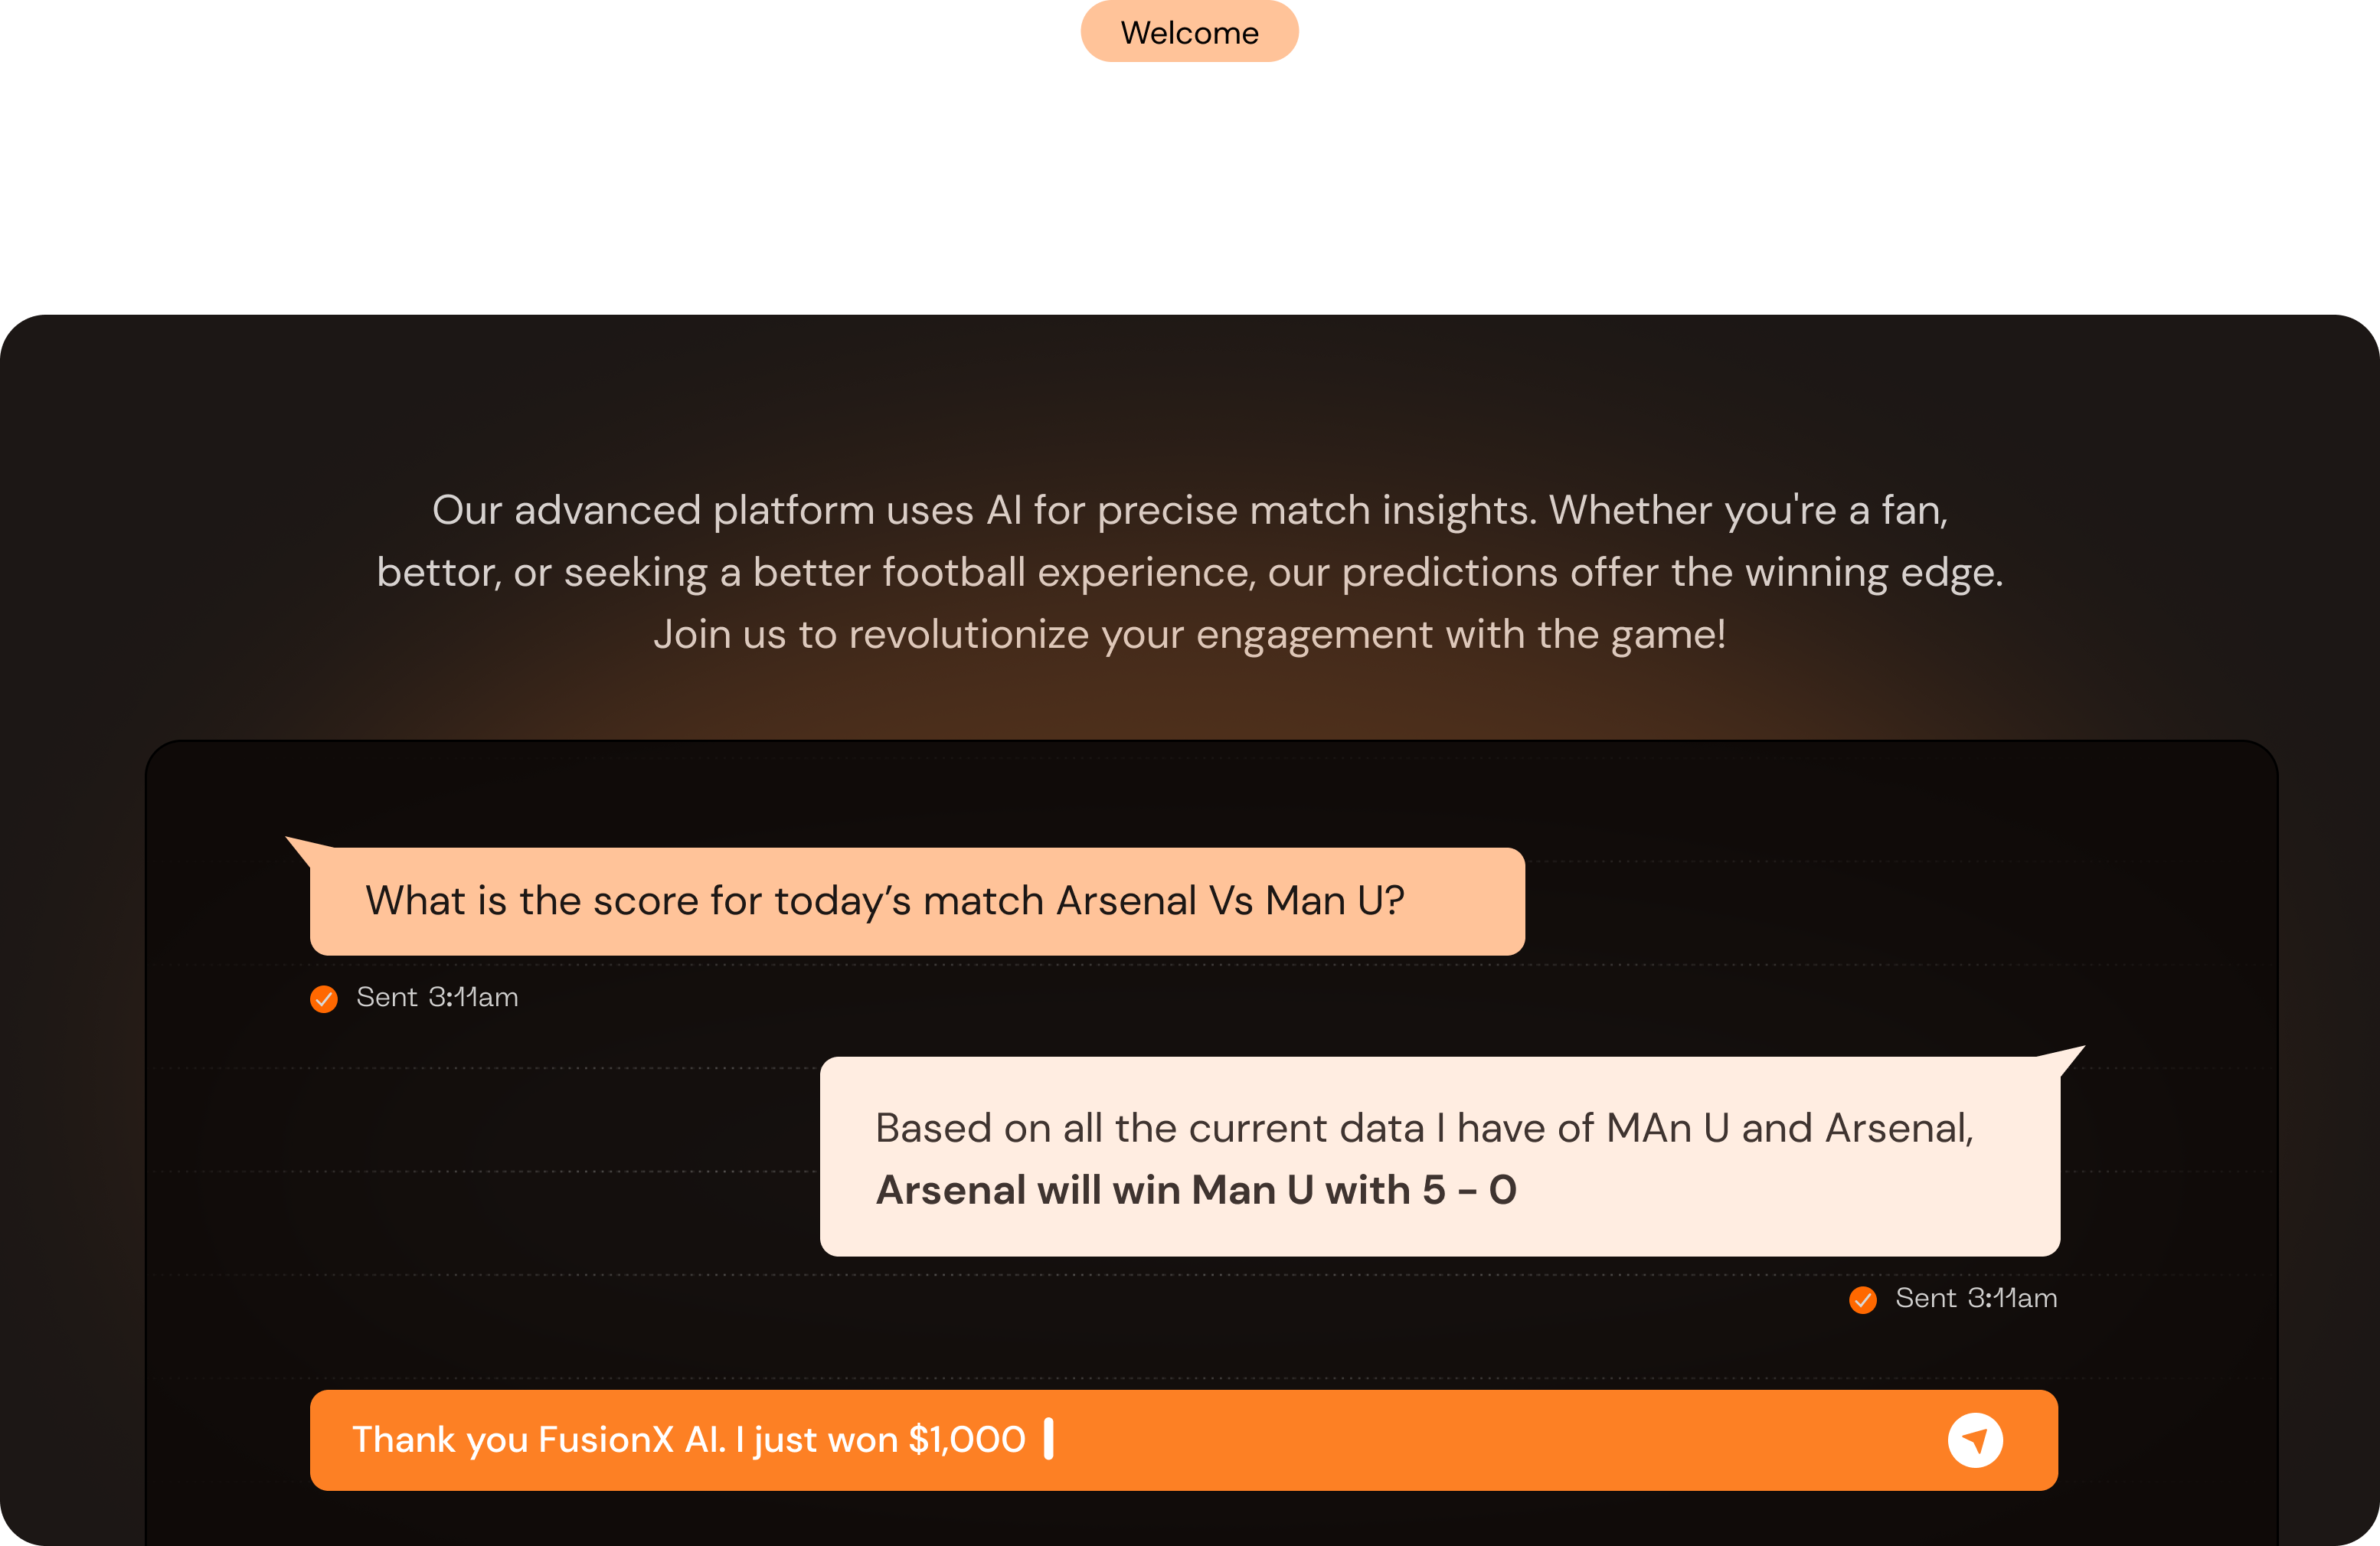 Welcome
Our advanced platform uses AI for precise match insights. Whether you're a fan,
bettor, or seeking a better football experience, our predictions offer the winning edge.
Join us to revolutionize your engagement with the game!
What is the score for today’s match Arsenal Vs Man U?
Sent 3:11am
Based on all the current data I have of MAn U and Arsenal,
Arsenal will win Man U with 5 - 0
Sent 3:11am
Thank you FusionX AI. I just won $1,000